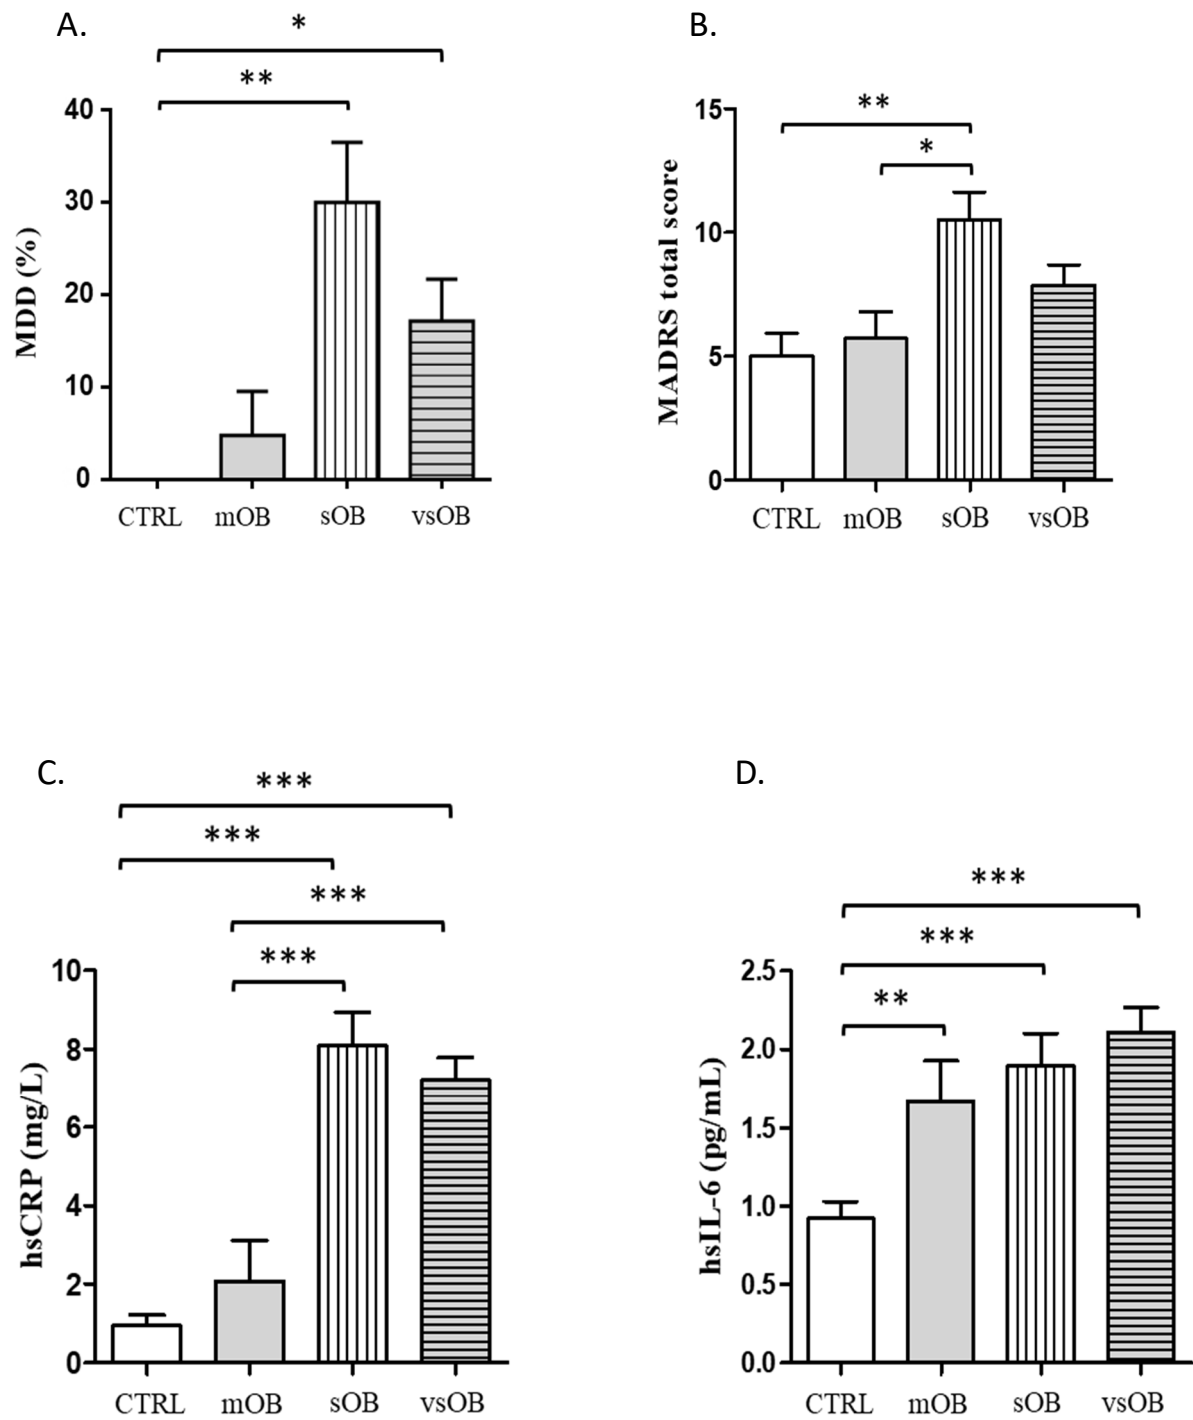 A.
*
**
40
30
20
10
0
MDD (%)
CTRL mOB sOB vsOB
B.
**
*
15
10
5
0
MADRS total score
CTRL mOB sOB vsOB
C.
***
***
***
***
10
8
6
4
2
0
hsCRP (mg/L)
CTRL mOB sOB vsOB
D.
***
***
**
2.5
2.0
1.5
1.0
0.5
0.0
hsIL-6 (pg/mL)
CTRL mOB sOB vsOB